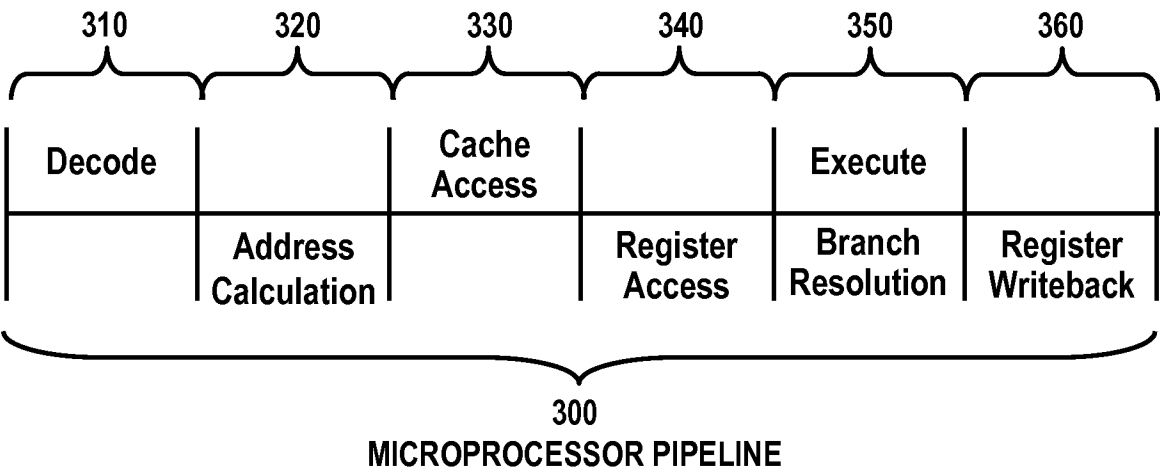 310 320 330 340 350 360
Decode
Cache
Access
Execute
Address
Calculation
Register
Access
Branch
Resolution
Register
Writeback
300
MICROPROCESSOR PIPELINE